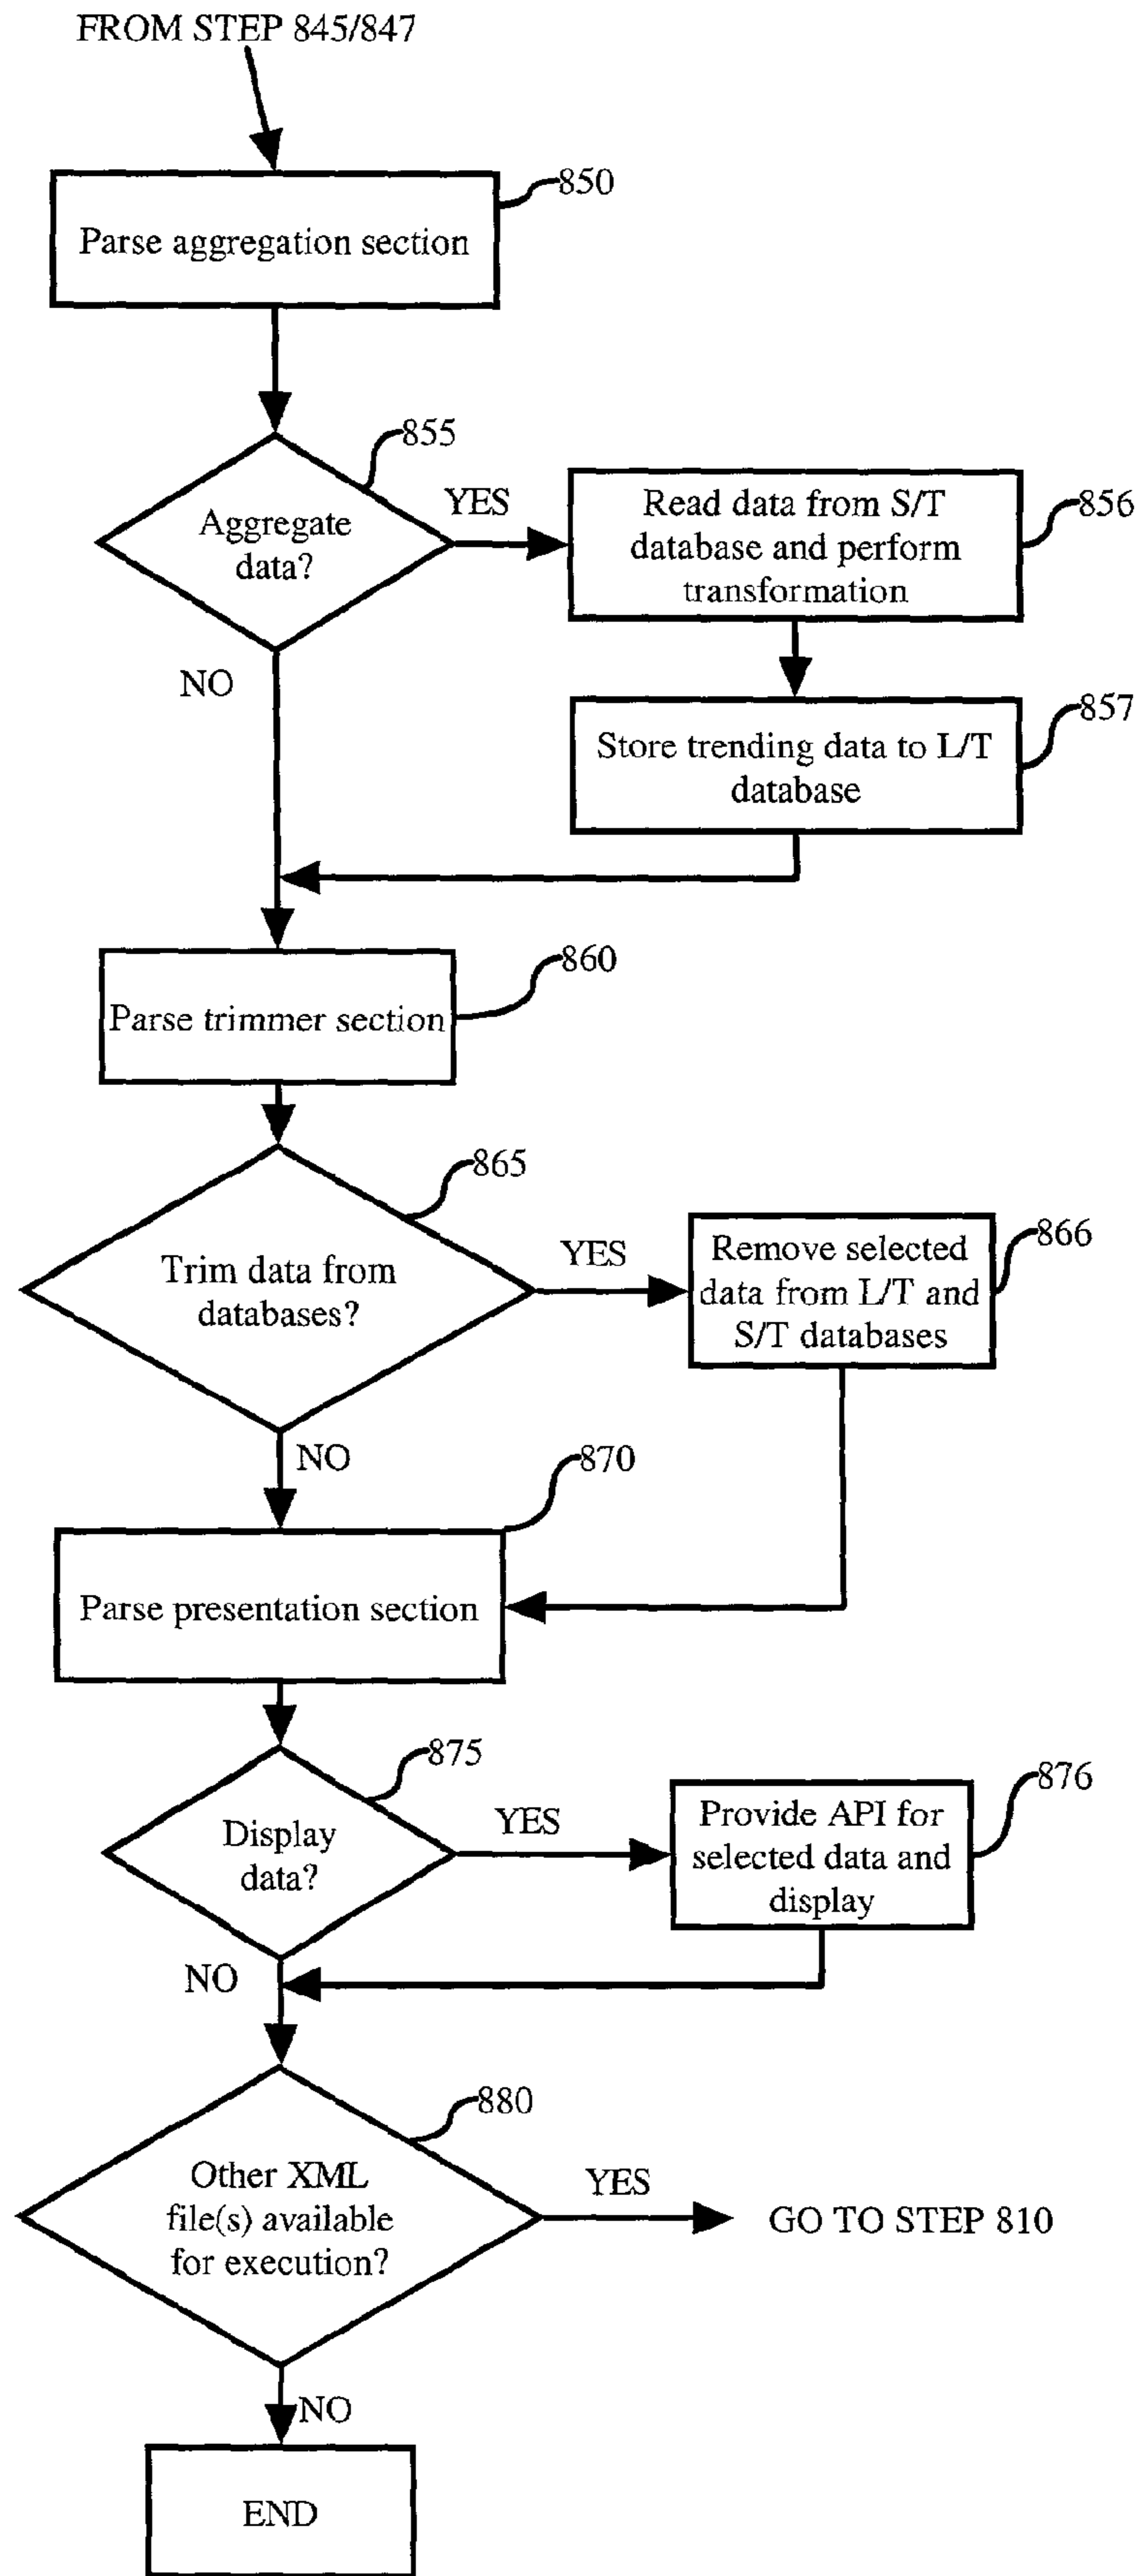 FROM STEP 845/847
850
Parse aggregation section
855
Aggregate
data?
YES
Read data from S/T
database and perform
transformation
856
NO
Store trending data to L/T
database
857
860
Parse trimmer section
865
Trim data from
databases?
YES
Remove selected
data from L/T and
S/T databases
866
NO
870
Parse presentation section
875
Display
data?
YES
Provide API for
selected data and
display
876
NO
880
Other XML
file(s) available
for execution?
YES
GO TO STEP 810
NO
END